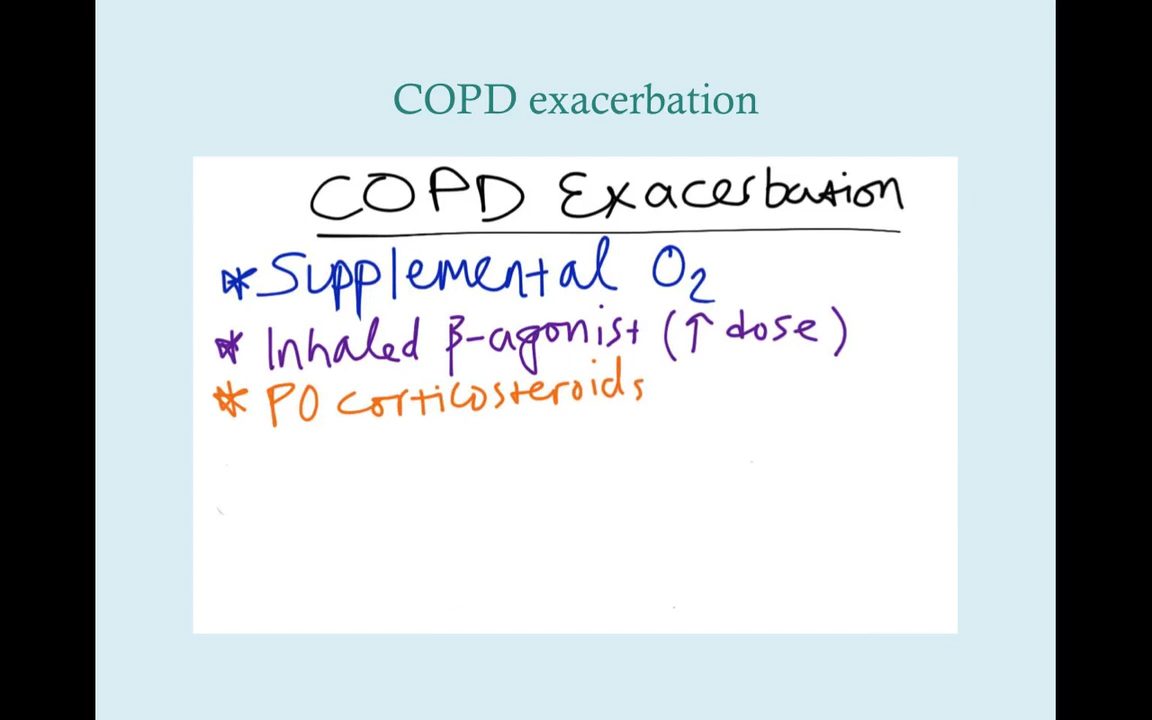 COPD exacerbation
COPD Exacerbation
* Supplemental O₂
* Inhaled β-agonist (↑ dose)
* PO corticosteroids